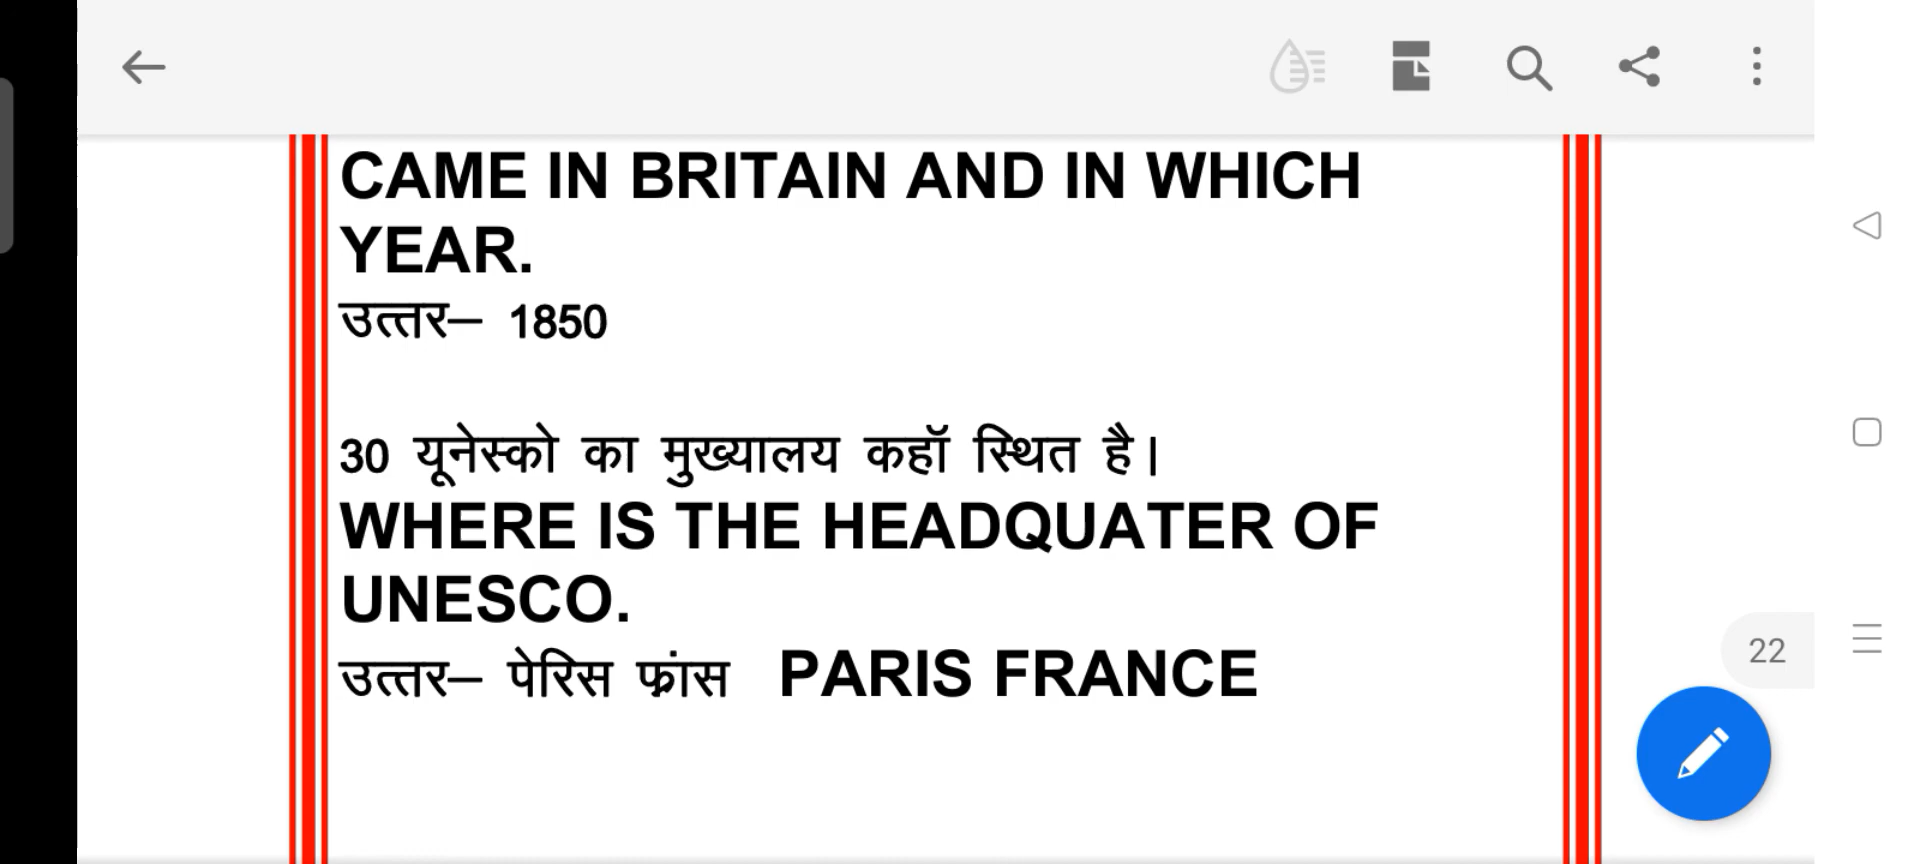 CAME IN BRITAIN AND IN WHICH
YEAR.
उत्तर– 1850
30 यूनेस्को का मुख्यालय कहॉ स्थित है।
WHERE IS THE HEADQUATER OF
UNESCO.
उत्तर– पेरिस फ्रांस PARIS FRANCE
22